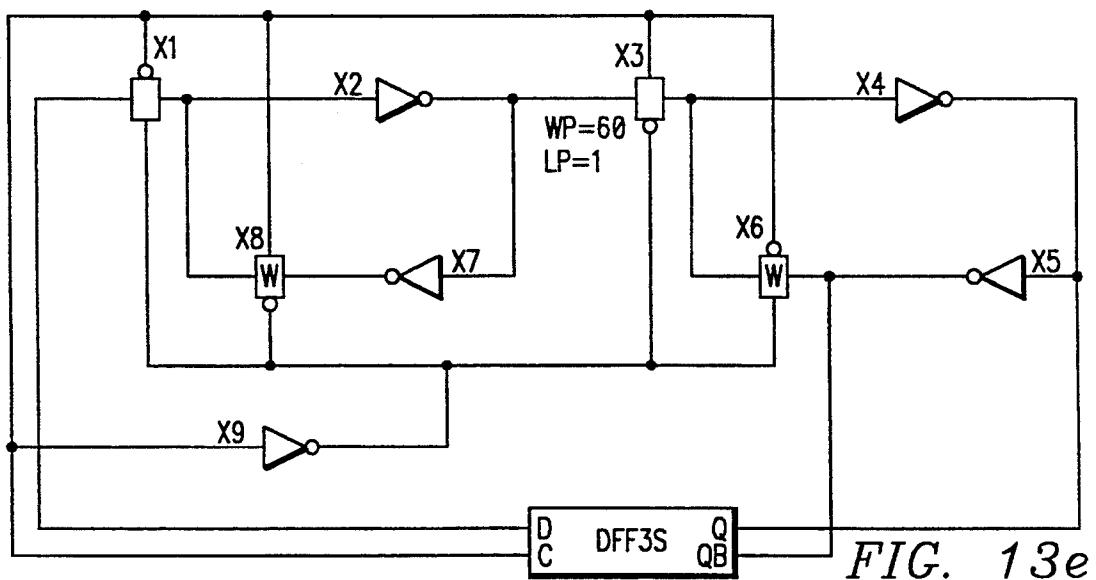 X1
X3
X2
X4
WP=60
LP=1
X8
W
X7
X6
W
X5
X9
D
C
DFF3S
Q
QB
FIG. 13e